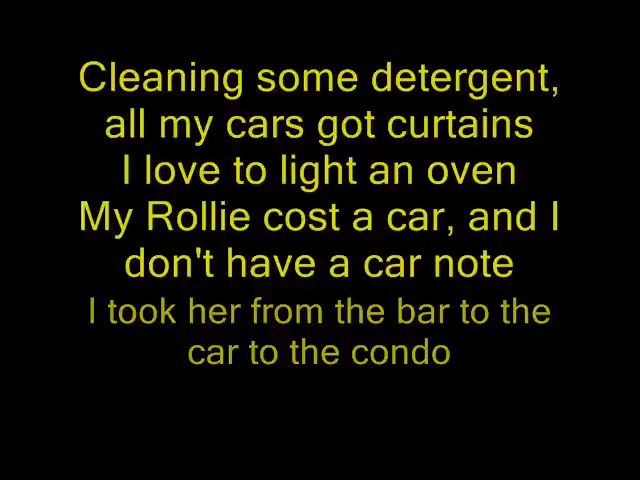 Cleaning some detergent,
all my cars got curtains
I love to light an oven
My Rollie cost a car, and I
don't have a car note
I took her from the bar to the
car to the condo